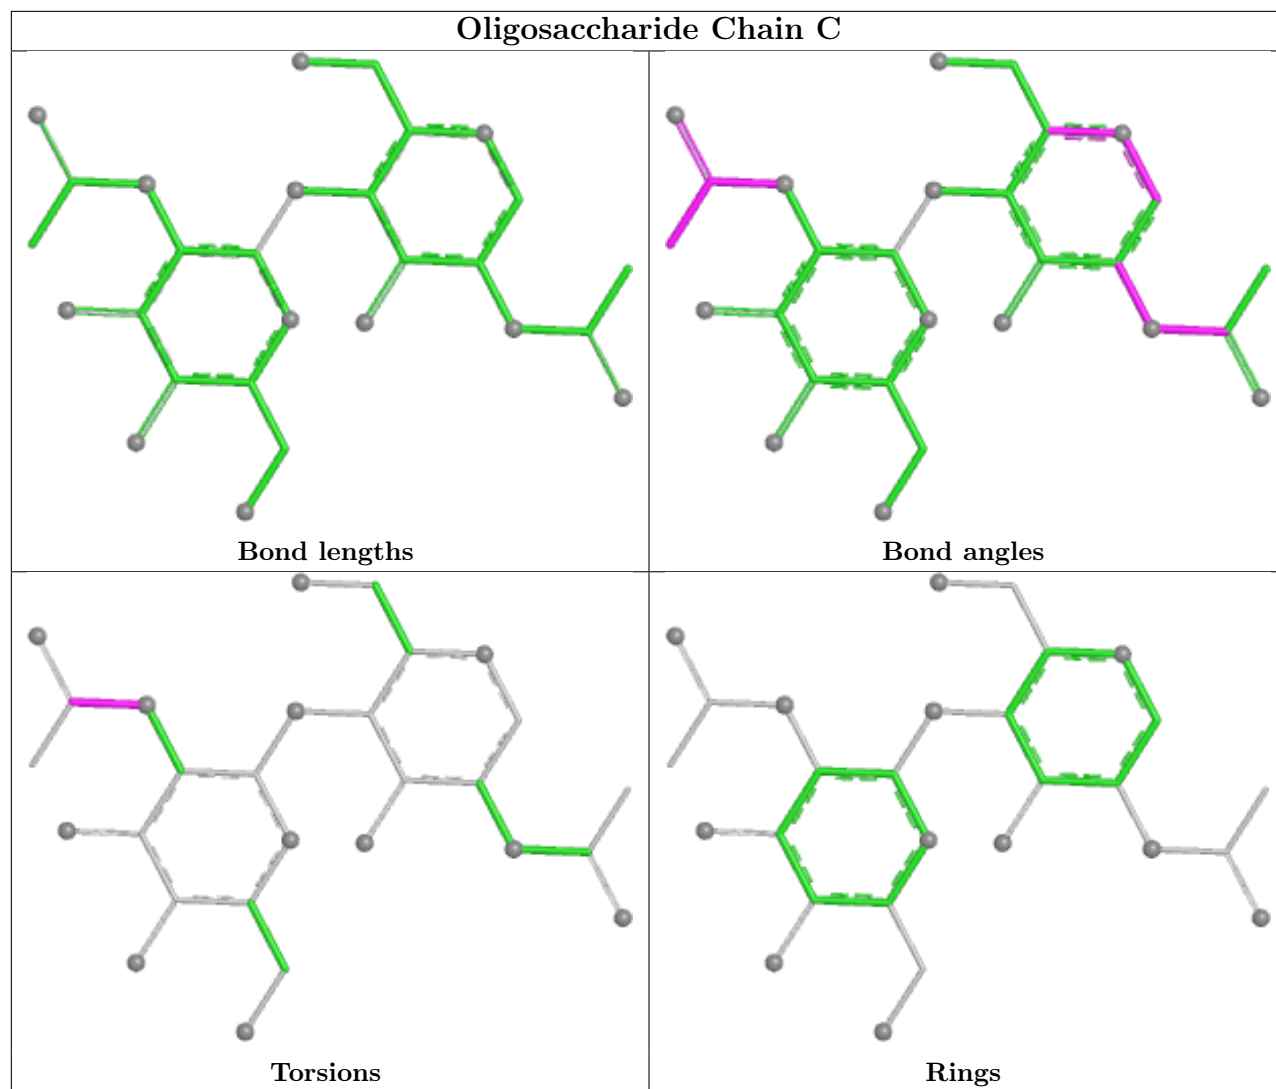 Oligosaccharide Chain C
Bond lengths
Bond angles
Torsions
Rings